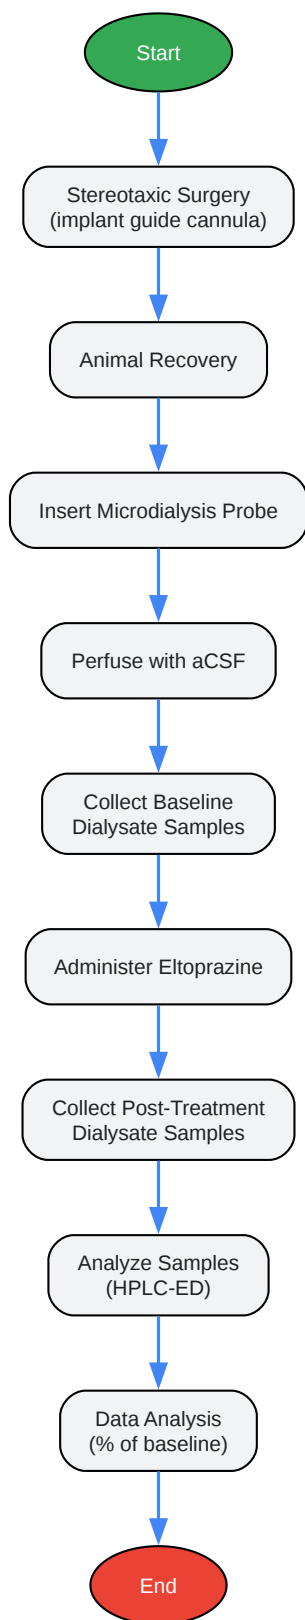 Start
Stereotaxic Surgery
(implant guide cannula)
Animal Recovery
Insert Microdialysis Probe
Perfuse with aCSF
Collect Baseline
Dialysate Samples
Administer Eltoprazine
Collect Post-Treatment
Dialysate Samples
Analyze Samples
(HPLC-ED)
Data Analysis
(% of baseline)
End